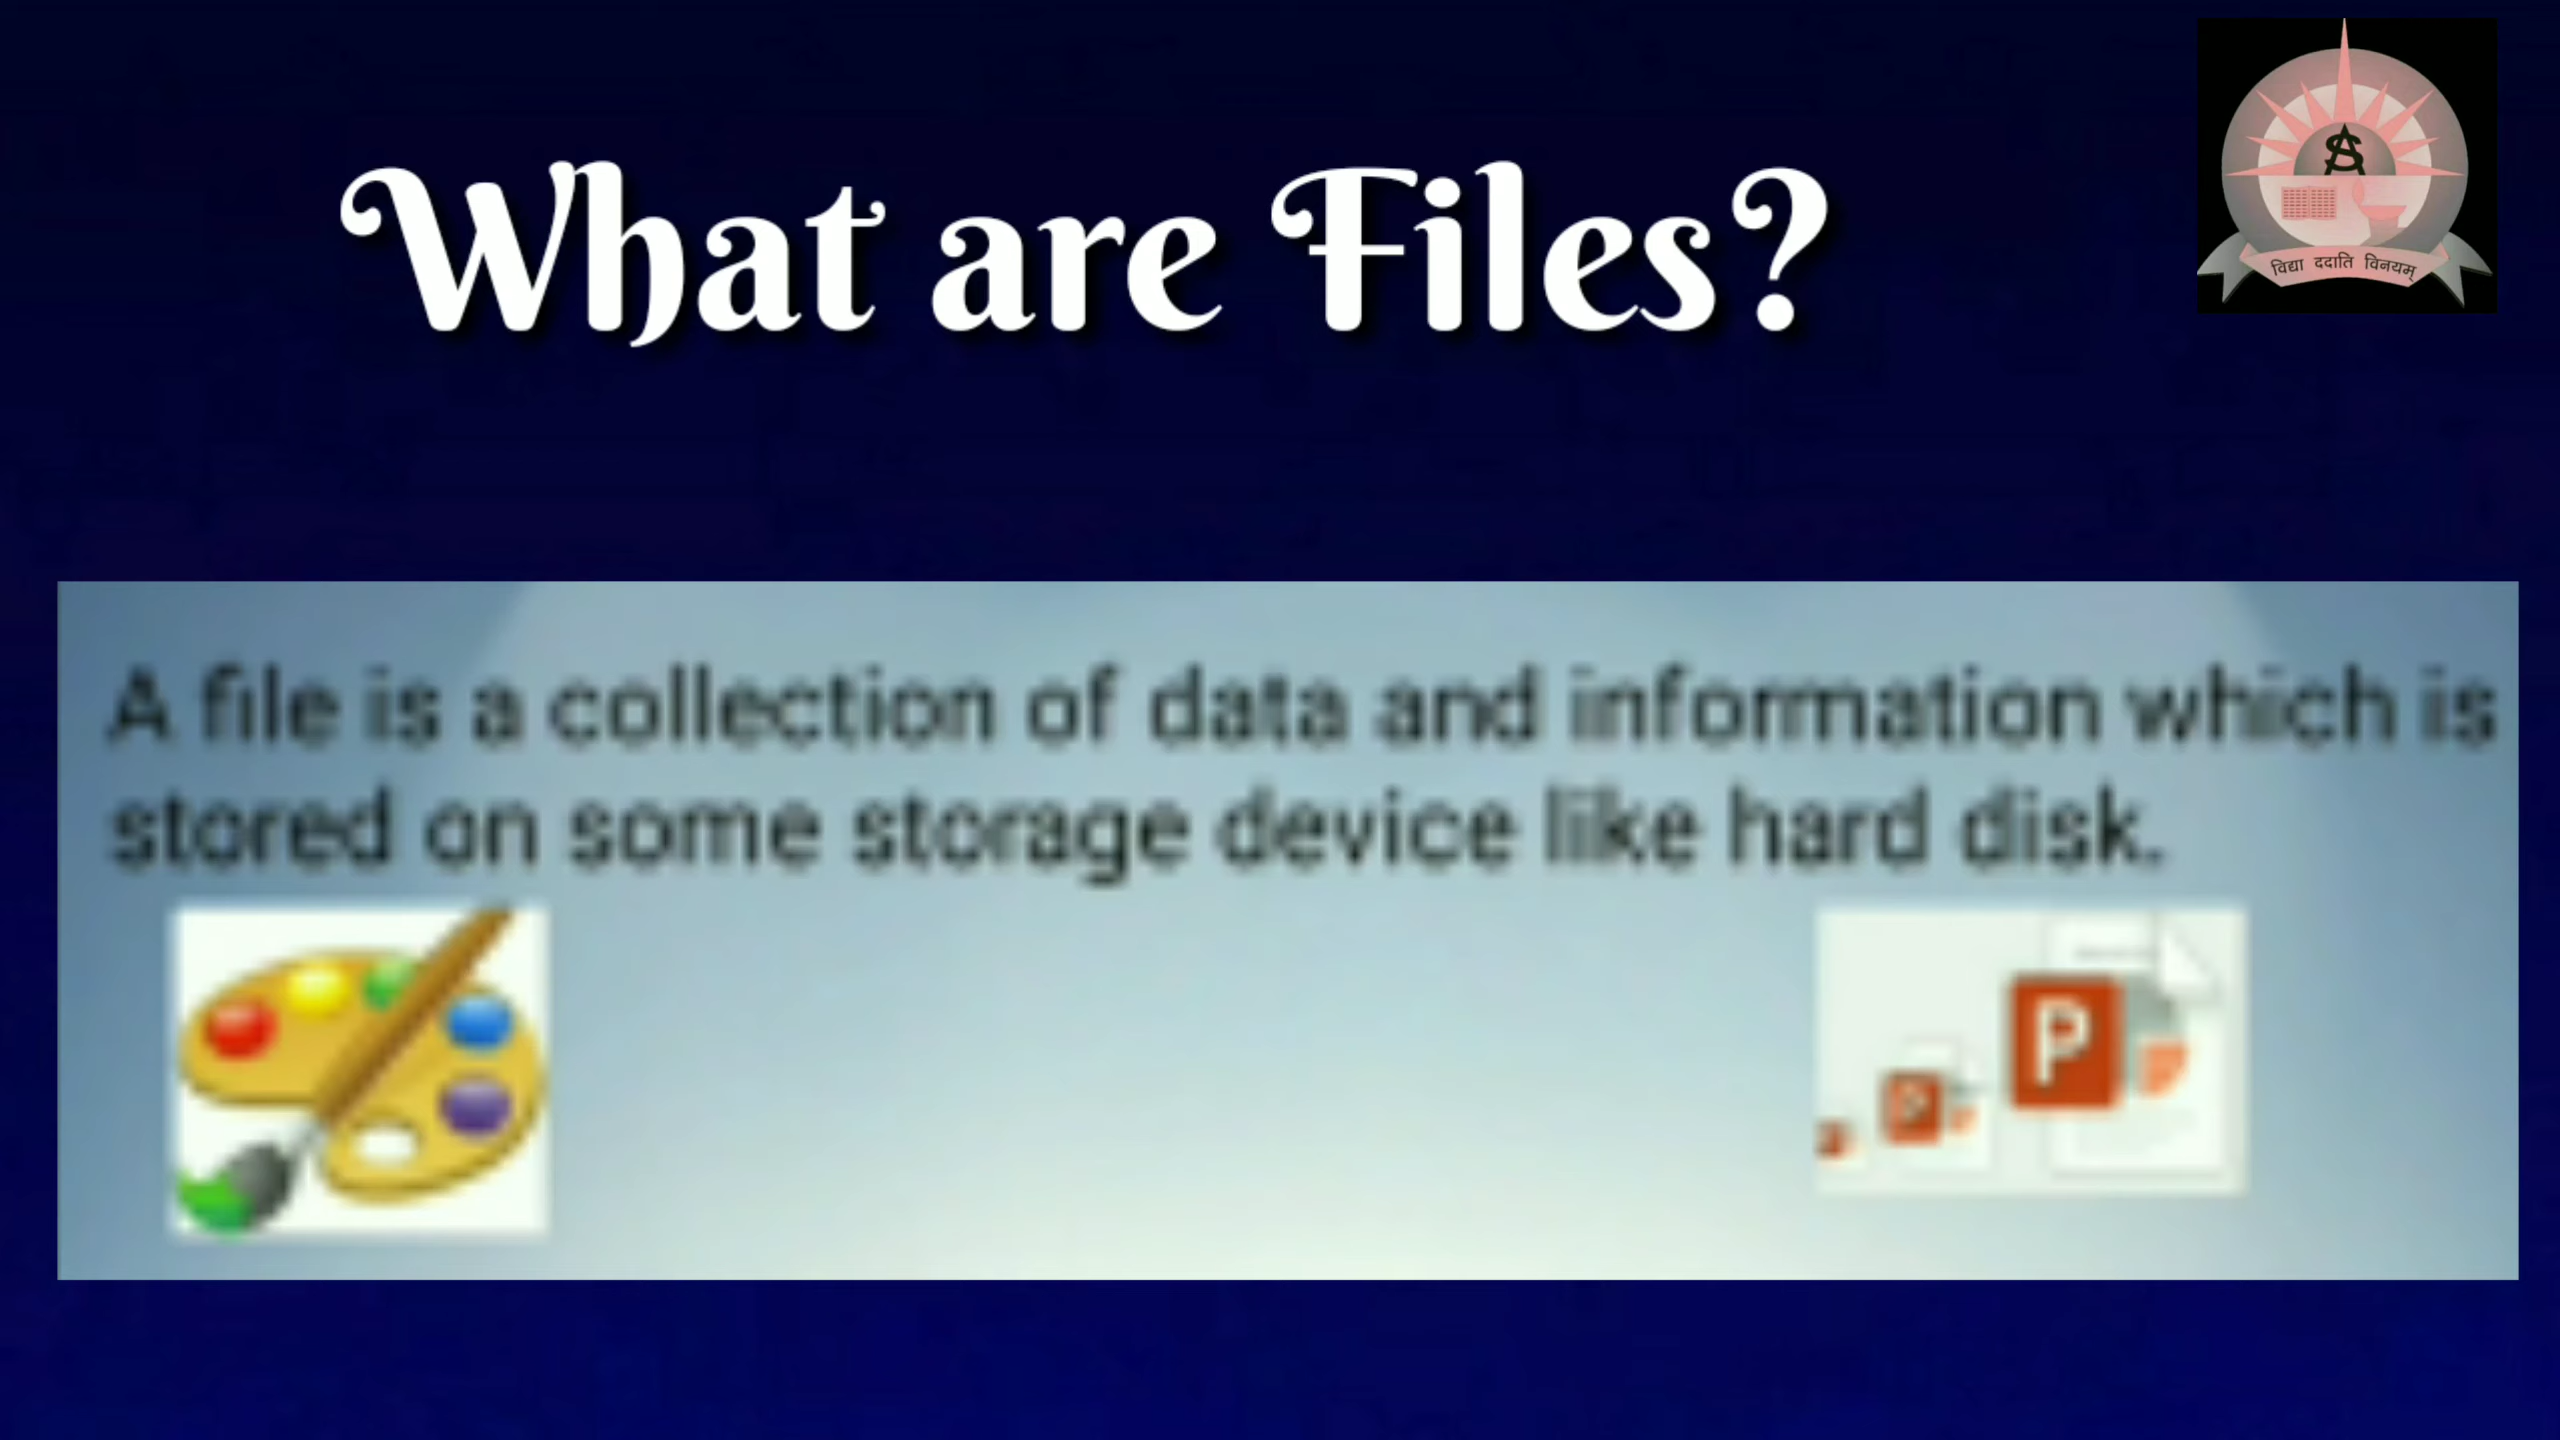 What are Files?
SA
विद्या ददाति विनयम्
A file is a collection of data and information which is
stored on some storage device like hard disk.
P
P